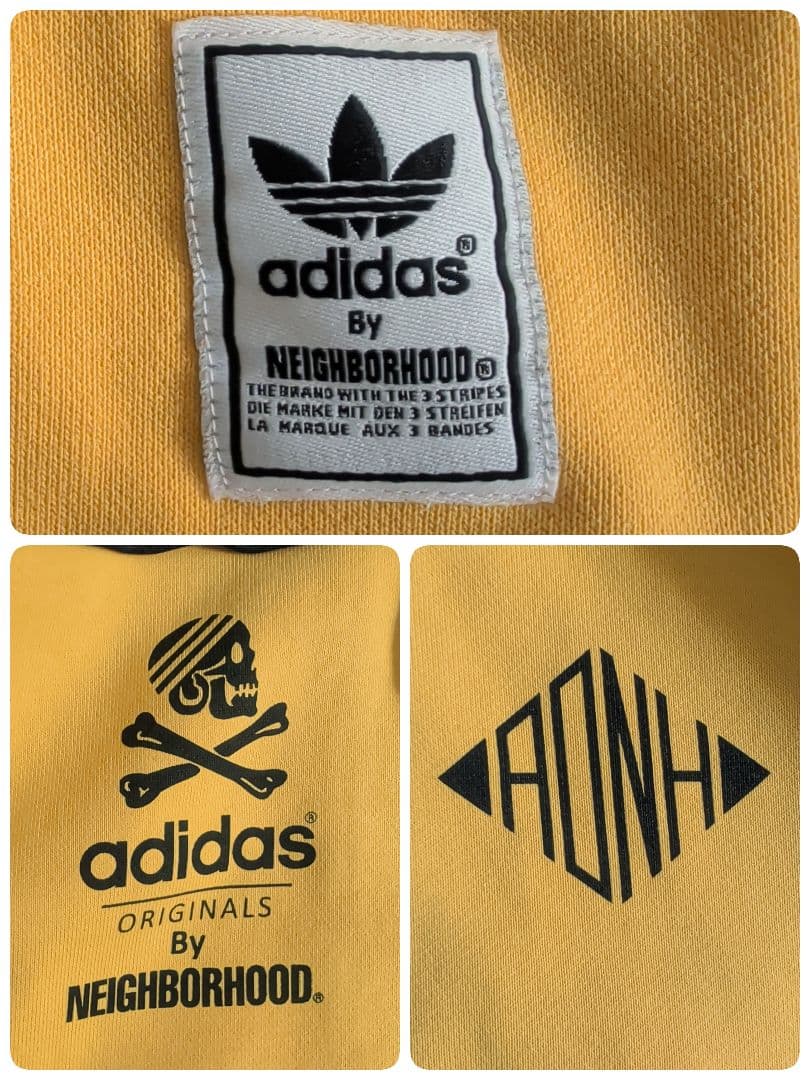 adidas®
By
NEIGHBORHOOD®
THE BRAND WITH THE 3 STRIPES
DIE MARKE MIT DEN 3 STREIFEN
LA MARQUE AUX 3 BANDES
adidas®
ORIGINALS
By
NEIGHBORHOOD®
AONH